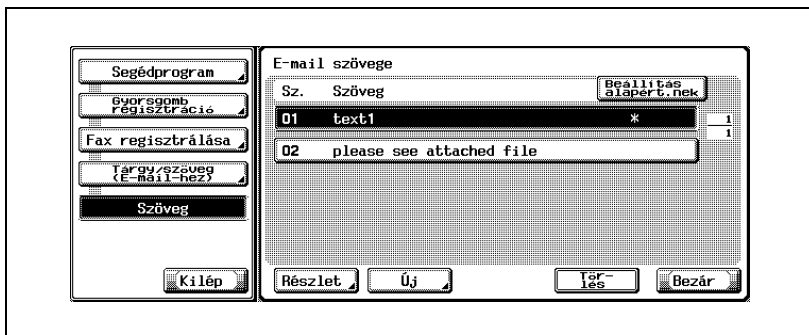 Segédprogram
Gyorsgomb
régisztráció
Fax regisztrálása
Tárgy/szöveg
(E-mail-hez)
Szöveg
Kilép
E-mail szövege
Sz. Szöveg
Beállítás
alapért.nek
01 text1 *
02 please see attached file
1
1
Részlet
Új
Tör-
lés
Bezár